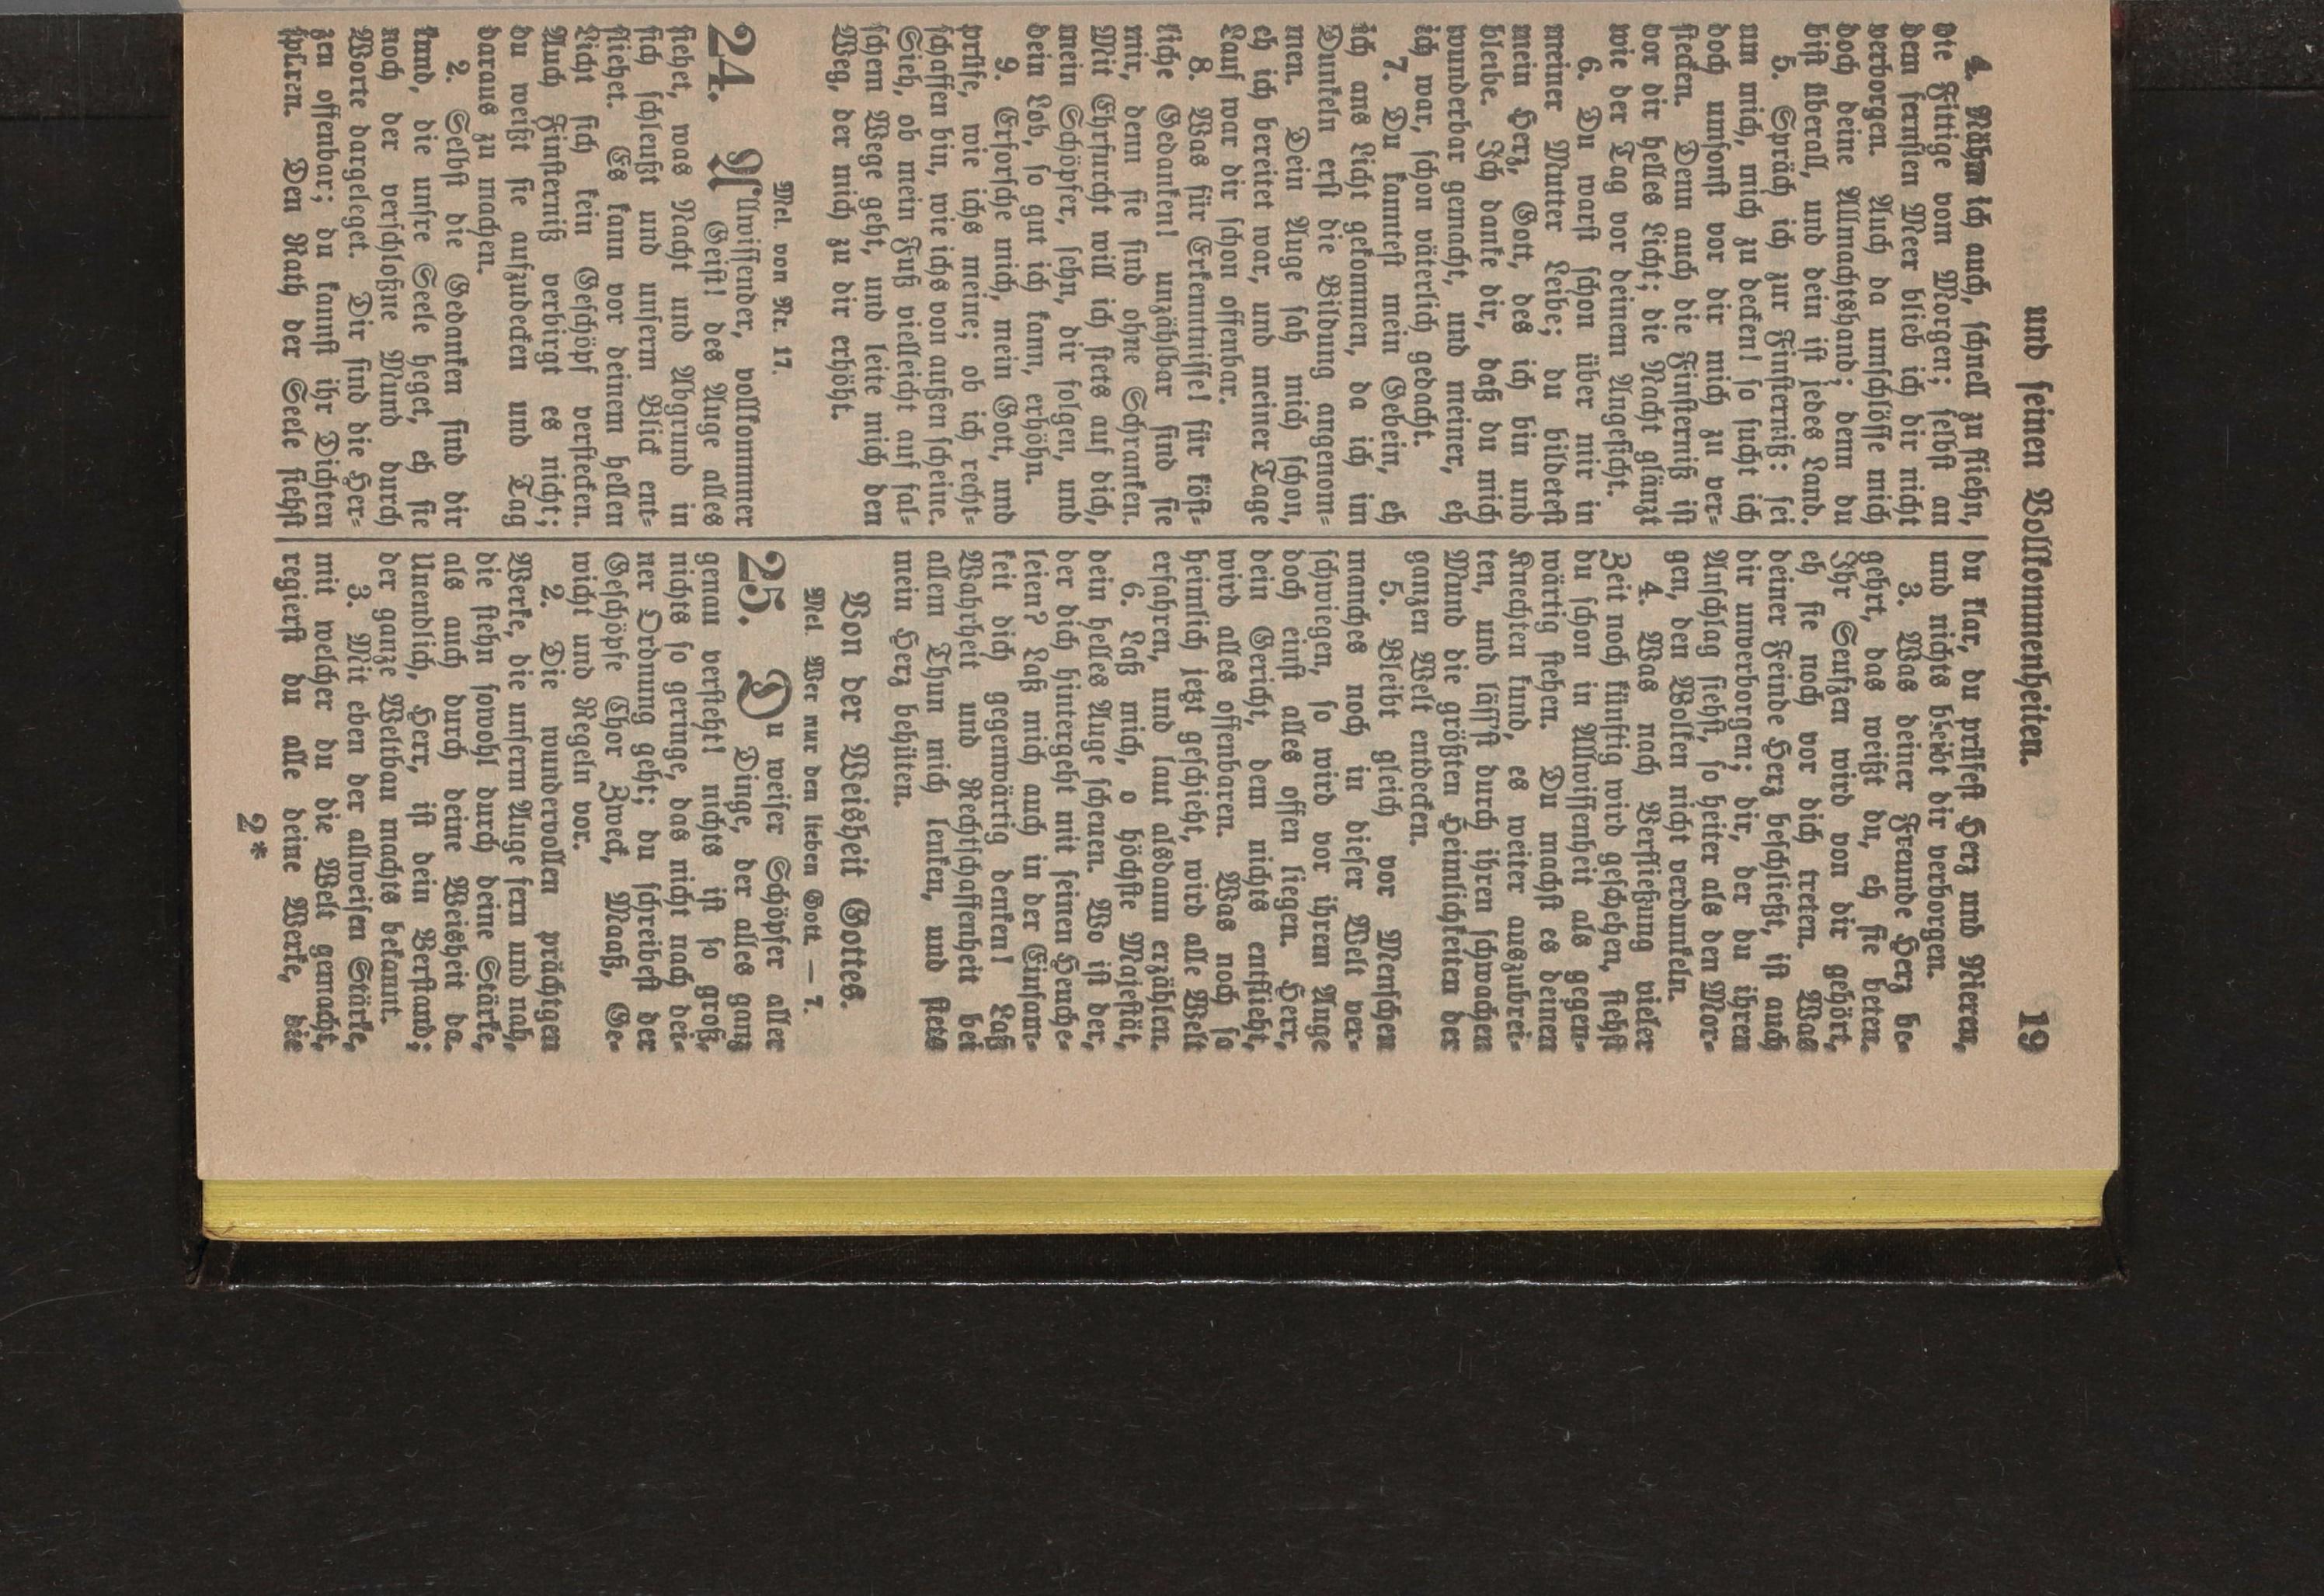 und seinen Vollkommenheiten. 19
4. Nähm ich auch, schnell zu fliehn,
die Fittige vom Morgen; selbst an
dem fernsten Meer blieb ich dir nicht
verborgen. Auch da umschlösse mich
doch deine Allmachtshand; denn du
bist überall, und dein ist jedes Land.
5. Spräch ich zur Finsterniß: sei
um mich, mich zu decken! so sucht ich
doch umsonst vor dir mich zu ver-
stecken. Denn auch die Finsterniß ist
vor dir helles Licht; die Nacht glänzt
wie der Tag vor deinem Angesicht.
6. Du warst schon über mir in
meiner Mutter Leibe; du bildetest
mein Herz, Gott, des ich bin und
bleibe. Ich danke dir, daß du mich
wunderbar gemacht, und meiner, eh
ich war, schon väterlich gedacht.
7. Du kanntest mein Gebein, eh
ich ans Licht gekommen, da ich im
Dunkeln erst die Bildung angenom-
men. Dein Auge sah mich schon,
eh ich bereitet war, und meiner Tage
Lauf war dir schon offenbar.
8. Was für Erkenntnisse! für köst-
liche Gedanken! unzählbar sind sie
mir, denn sie sind ohne Schranken.
Mit Ehrfurcht will ich stets auf dich,
mein Schöpfer, sehn, dir folgen, und
dein Lob, so gut ich kann, erhöhn.
9. Erforsche mich, mein Gott, und
prüfe, wie ichs meine; ob ich recht-
schaffen bin, wie ichs von außen scheine.
Sieh, ob mein Fuß vielleicht auf fal-
schem Wege geht, und leite mich den
Weg, der mich zu dir erhöht.
Mel. von Nr. 17.
24. Allwissender, vollkommner
Geist! des Auge alles
siehet, was Nacht und Abgrund in
sich schleußt und unserm Blick ent-
fliehet. Es kann vor deinem hellen
Licht sich kein Geschöpf verstecken.
Auch Finsterniß verbirgt es nicht;
du weißt sie aufzudecken und Tag
daraus zu machen.
2. Selbst die Gedanken sind dir
kund, die unsre Seele heget, eh sie
noch der verschloßne Mund durch
Worte dargeleget. Dir sind die Her-
zen offenbar; du kannst ihr Dichten
spüren. Den Rath der Seele siehst
du klar, du prüfest Herz und Nieren,
und nichts bleibt dir verborgen.
3. Was deiner Freunde Herz be-
gehrt, das weißt du, eh sie beten.
Ihr Seufzen wird von dir gehört,
eh sie noch vor dich treten. Was
deiner Feinde Herz beschließt, ist auch
dir unverborgen; dir, der du ihren
Anschlag siehst, so heiter als den Mor-
gen, den Wolken nicht verdunkeln.
4. Was nach Verfließung vieler
Zeit noch künftig wird geschehen, siehst
du schon in Allwissenheit als gegen-
wärtig stehen. Du machst es deinen
Knechten kund, es weiter auszubrei-
ten, und läss'st durch ihren schwachen
Mund die größten Heimlichkeiten der
ganzen Welt entdecken.
5. Bleibt gleich vor Menschen
manches noch in dieser Welt ver-
schwiegen, so wird vor ihrem Auge
doch einst alles offen liegen. Herr,
dein Gericht, dem nichts entflieht,
wird alles offenbaren. Was noch so
heimlich jetzt geschieht, wird alle Welt
erfahren, und laut alsdann erzählen.
6. Laß mich, o höchste Majestät,
dein helles Auge scheuen. Wo ist der,
der dich hintergeht mit seinen Heuche-
leien? Laß mich auch in der Einsam-
keit dich gegenwärtig denken! Laß
Wahrheit und Rechtschaffenheit bei
allem Thun mich lenken, und stets
mein Herz behüten.
Von der Weisheit Gottes.
Mel. Wer nur den lieben Gott. — 7.
25. Du weiser Schöpfer aller
Dinge, der alles ganz
genau versteht! nichts ist so groß,
nichts so geringe, das nicht nach dei-
ner Ordnung geht; du schreibest der
Geschöpfe Chor Zweck, Maaß, Ge-
wicht und Regeln vor.
2. Die wundervollen prächtgen
Werke, die unserm Auge fern und nah,
die stehn sowohl durch deine Stärke,
als auch durch deine Weisheit da.
Unendlich, Herr, ist dein Verstand;
der ganze Weltbau machts bekannt.
3. Mit eben der allweisen Stärke,
mit welcher du die Welt gemacht,
regierst du alle deine Werke, die
2*